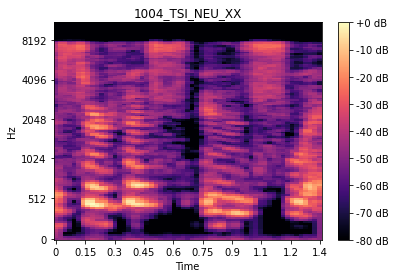 1004_TSI_NEU_XX
+0 dB
8192
-10 dB
4096
-20 dB
-30 dB
2048
Hz
-40 dB
1024
-50 dB
512
-60 dB
-70 dB
0
-80 dB
0 0.15 0.3 0.45 0.6 0.75 0.9 1.1 1.2 1.4
Time